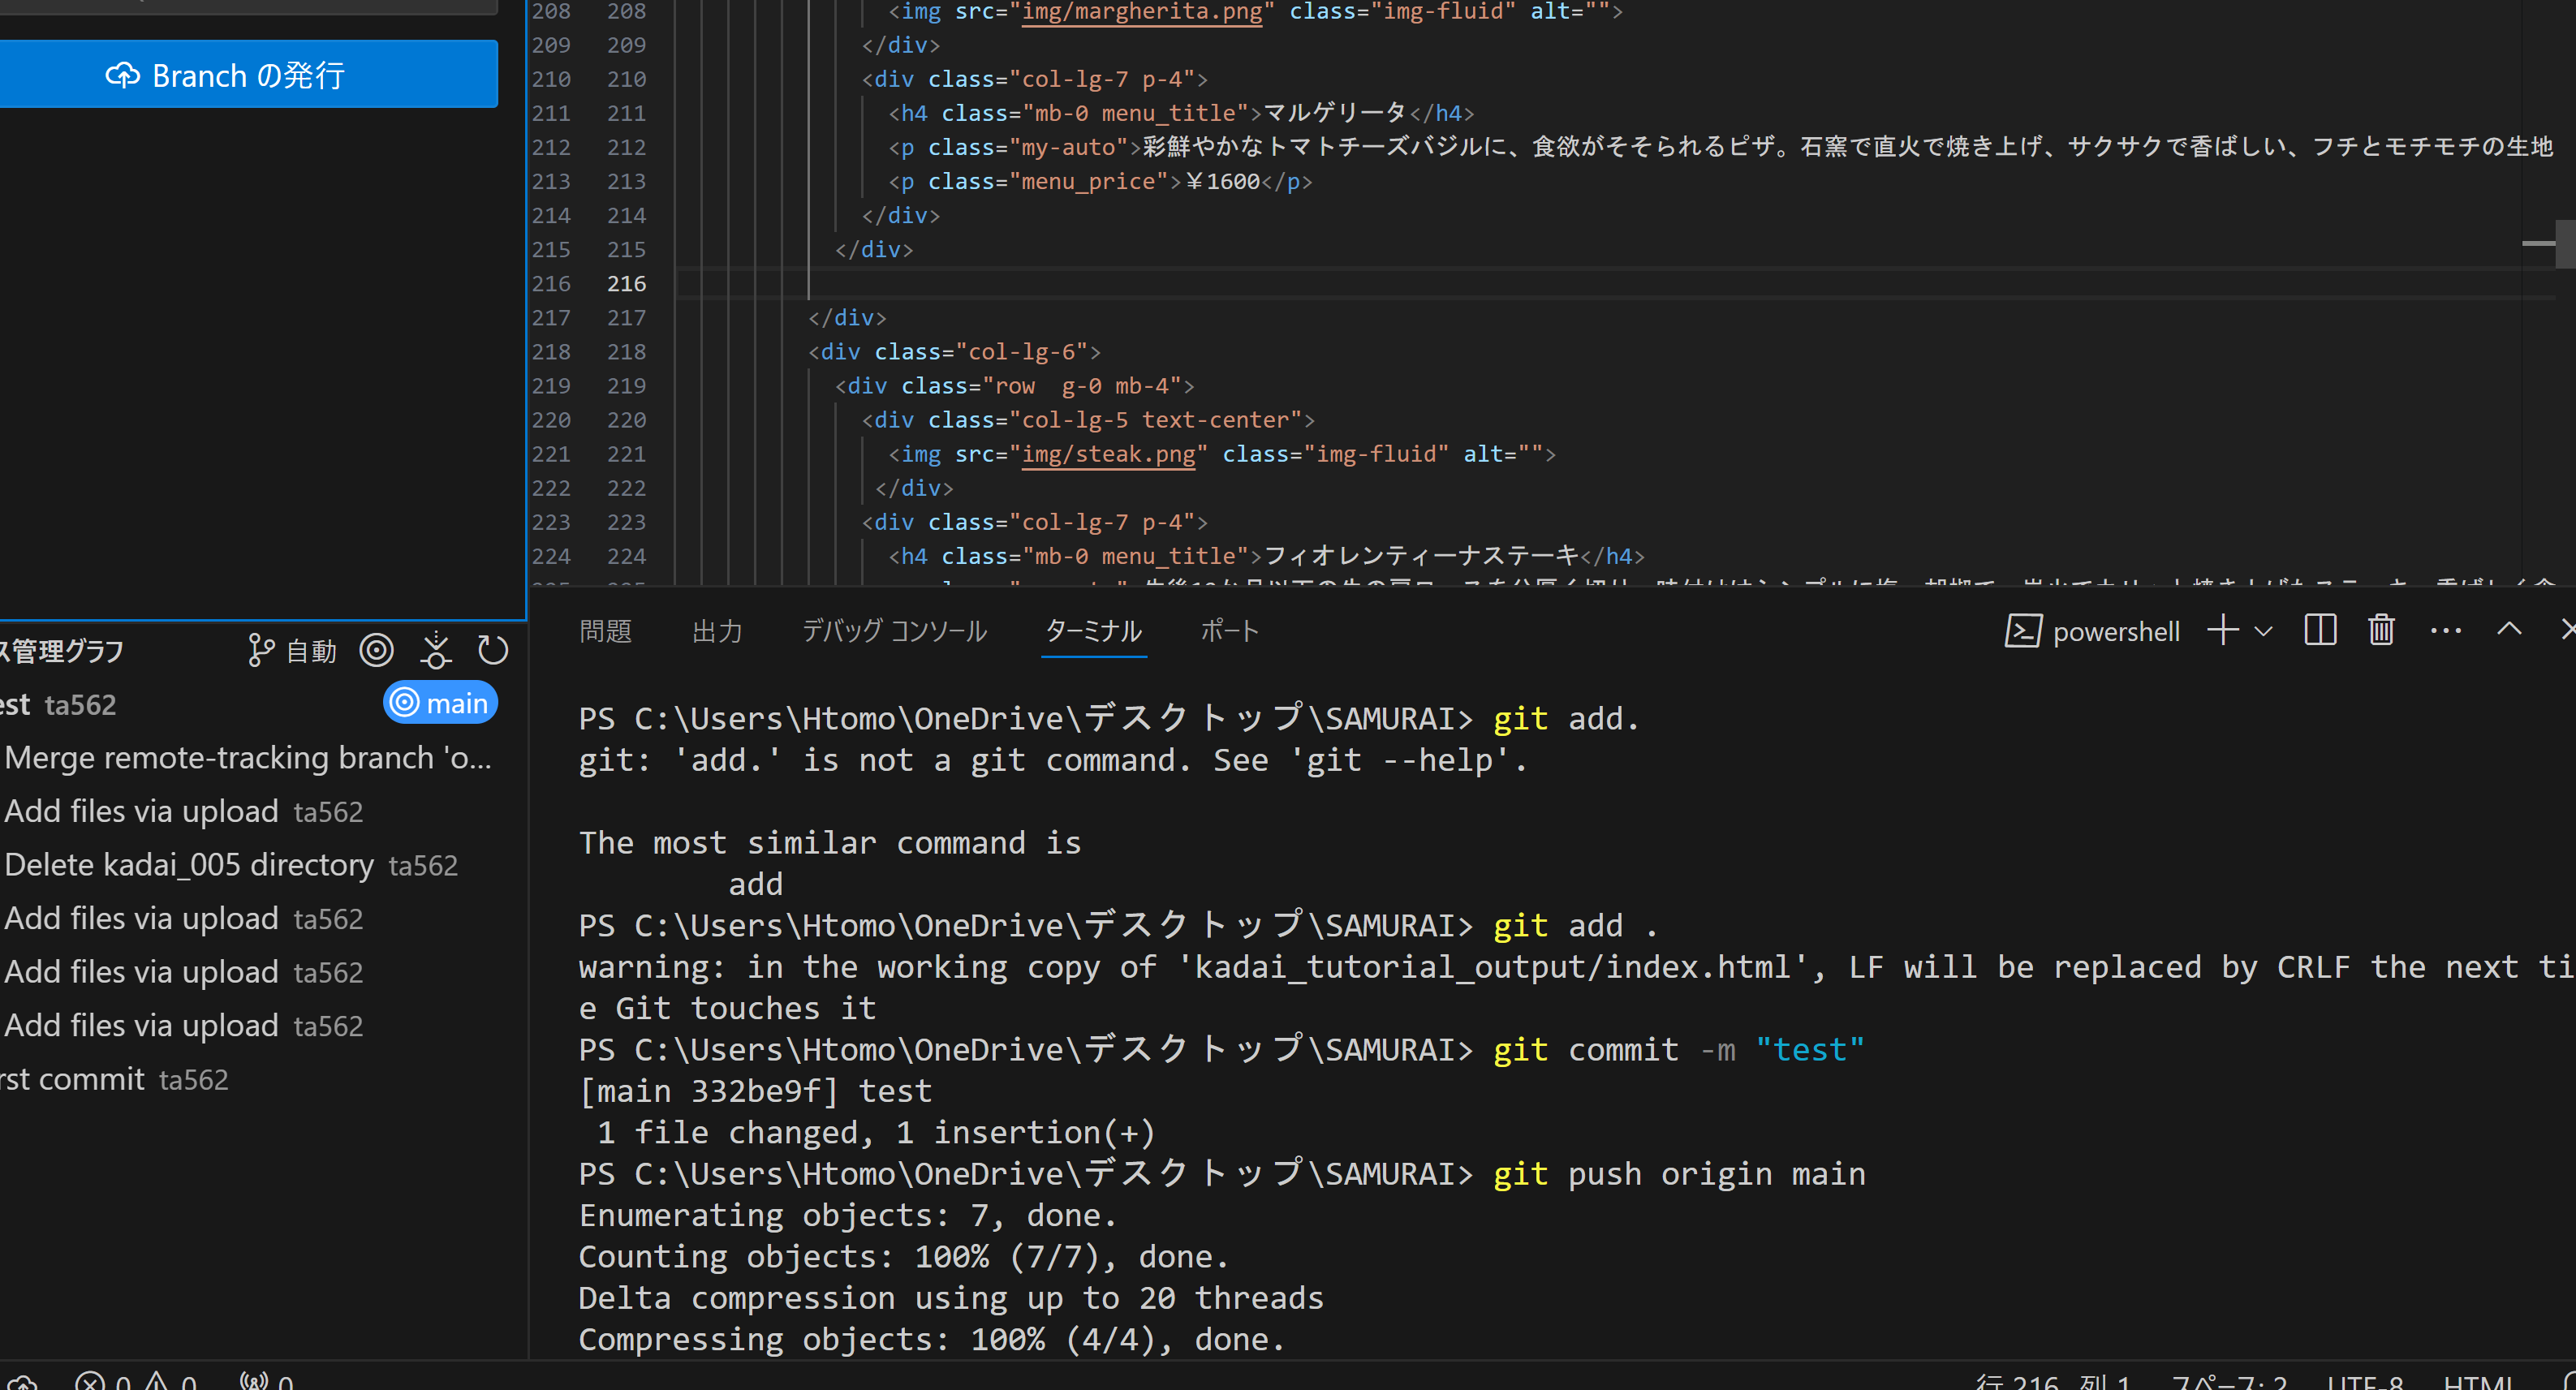 Branch の発行
208 208 <img src="img/margherita.png" class="img-fluid" alt="">
209 209 </div>
210 210 <div class="col-lg-7 p-4">
211 211 <h4 class="mb-0 menu_title">マルゲリータ</h4>
212 212 <p class="my-auto">彩鮮やかなトマトチーズバジルに、食欲がそそられるピザ。石窯で直火で焼き上げ、サクサクで香ばしい、フチとモチモチの生地
213 213 <p class="menu_price">￥1600</p>
214 214 </div>
215 215 </div>
216 216
217 217 </div>
218 218 <div class="col-lg-6">
219 219 <div class="row  g-0 mb-4">
220 220 <div class="col-lg-5 text-center">
221 221 <img src="img/steak.png" class="img-fluid" alt="">
222 222 </div>
223 223 <div class="col-lg-7 p-4">
224 224 <h4 class="mb-0 menu_title">フィオレンティーナステーキ</h4>
ス管理グラフ 自動
est ta562 main
Merge remote-tracking branch 'o...
Add files via upload ta562
Delete kadai_005 directory ta562
Add files via upload ta562
Add files via upload ta562
Add files via upload ta562
rst commit ta562
問題 出力 デバッグ コンソール ターミナル ポート powershell
PS C:\Users\Htomo\OneDrive\デスクトップ\SAMURAI> git add.
git: 'add.' is not a git command. See 'git --help'.
The most similar command is
add
PS C:\Users\Htomo\OneDrive\デスクトップ\SAMURAI> git add .
warning: in the working copy of 'kadai_tutorial_output/index.html', LF will be replaced by CRLF the next ti
e Git touches it
PS C:\Users\Htomo\OneDrive\デスクトップ\SAMURAI> git commit -m "test"
[main 332be9f] test
1 file changed, 1 insertion(+)
PS C:\Users\Htomo\OneDrive\デスクトップ\SAMURAI> git push origin main
Enumerating objects: 7, done.
Counting objects: 100% (7/7), done.
Delta compression using up to 20 threads
Compressing objects: 100% (4/4), done.
0 0 0 行 216、列 1 スペース: 2 UTF-8 HTML